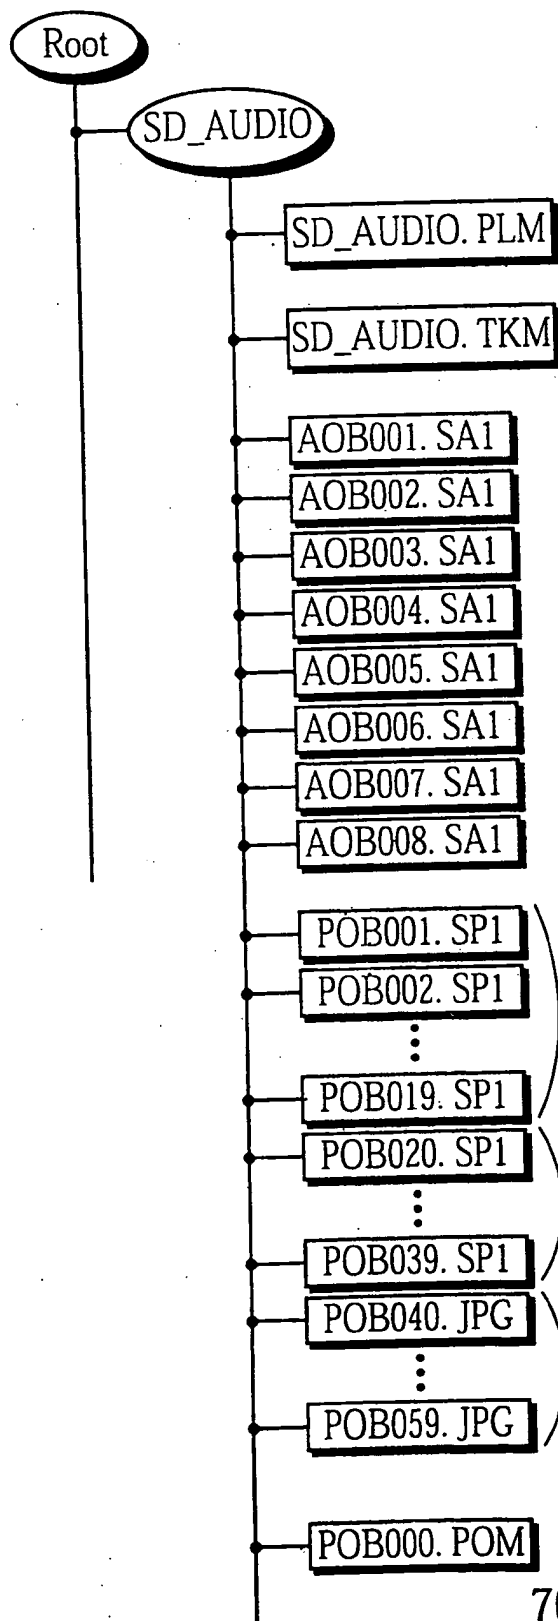 Root
SD_AUDIO
SD_AUDIO. PLM
SD_AUDIO. TKM
AOB001. SA1
AOB002. SA1
AOB003. SA1
AOB004. SA1
AOB005. SA1
AOB006. SA1
AOB007. SA1
AOB008. SA1
POB001. SP1
POB002. SP1
POB019. SP1
POB020. SP1
POB039. SP1
POB040. JPG
POB059. JPG
POB000. POM